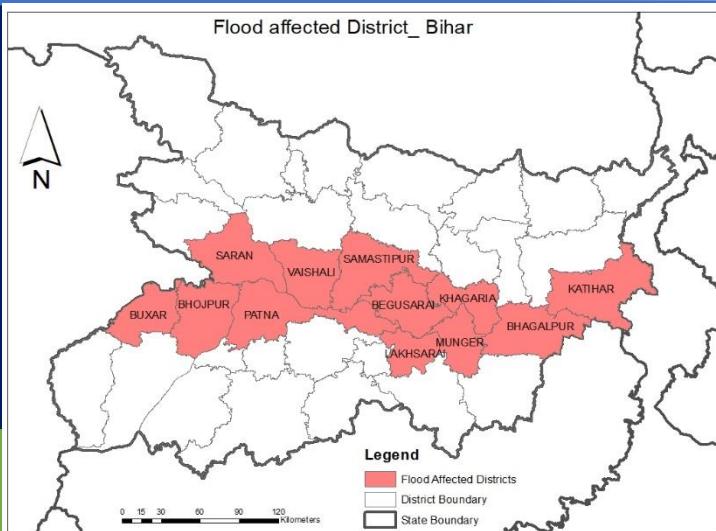 Flood affected District_ Bihar
N
SARAN
VAISHALI
SAMASTIPUR
BUXAR
BHOJPUR
PATNA
BEGUSARAI
KHAGARIA
KATIHAR
LAKHSARAI
MUNGER
BHAGALPUR
Legend
Flood Affected Districts
District Boundary
State Boundary
0 15 30 60 90 120
Kilometers